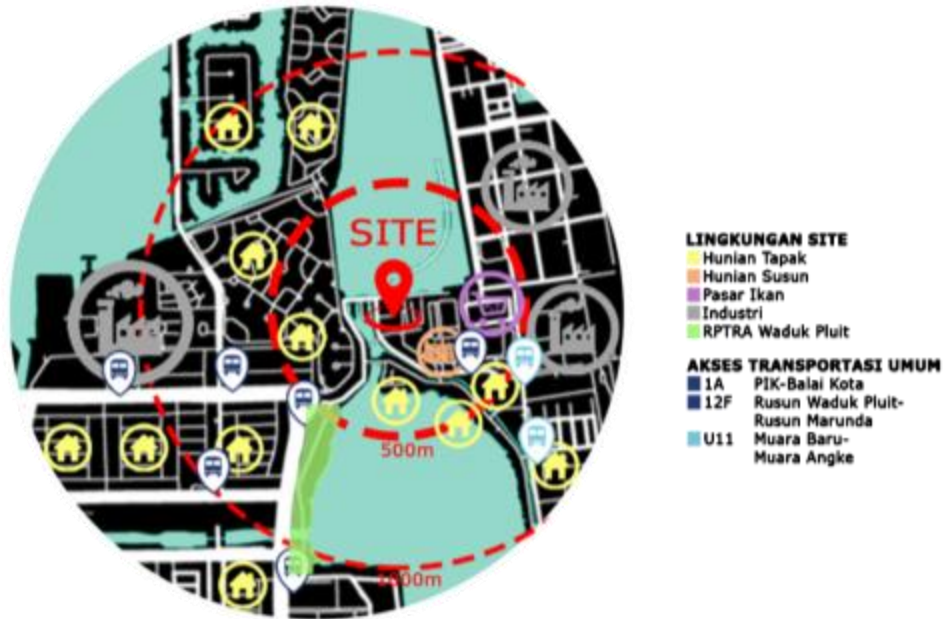 SITE
500m
1000m
LINGKUNGAN SITE
Hunian Tapak
Hunian Susun
Pasar Ikan
Industri
RPTRA Waduk Pluit
AKSES TRANSPORTASI UMUM
1A PIK-Balai Kota
12F Rusun Waduk Pluit-
Rusun Marunda
U11 Muara Baru-
Muara Angke